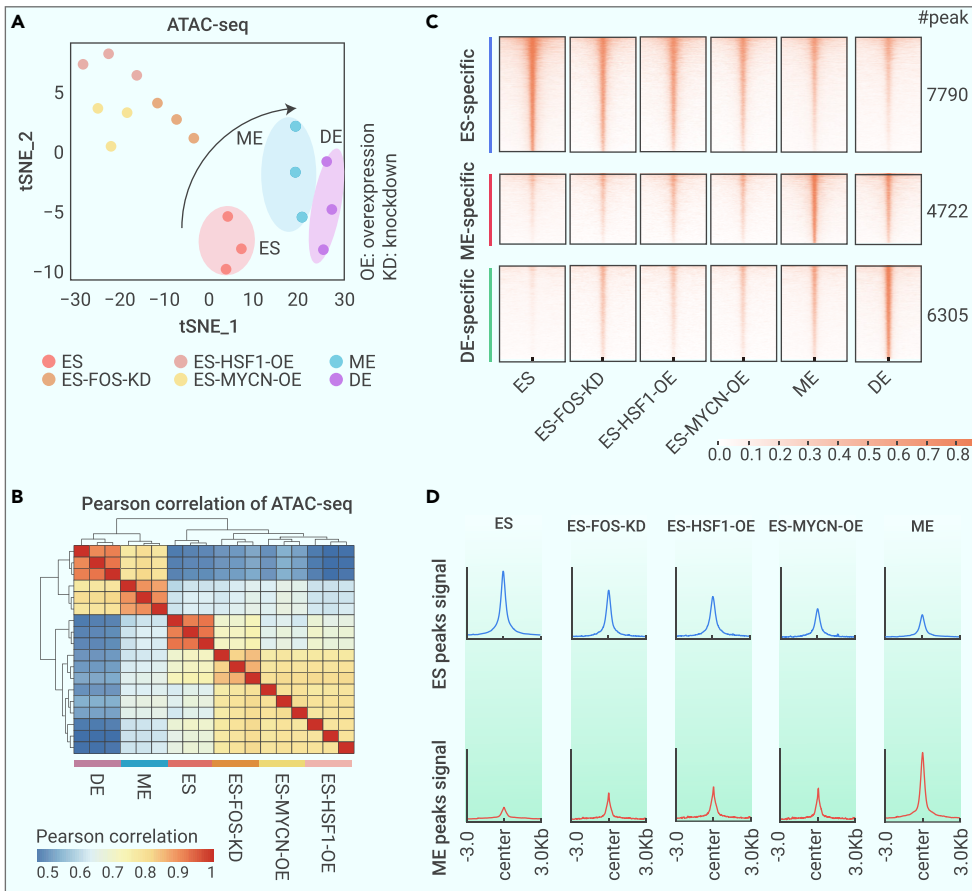 A
ATAC-seq
tSNE_2
5
0
−5
−10
ME
DE
ES
−30
−20
−10
0
10
20
30
tSNE_1
OE: overexpression
KD: knockdown
ES
ES-HSF1-OE
ME
ES-FOS-KD
ES-MYCN-OE
DE
B
Pearson correlation of ATAC-seq
DE
ME
ES
ES-FOS-KD
ES-MYCN-OE
ES-HSF1-OE
Pearson correlation
0.5 0.6 0.7 0.8 0.9 1
C
#peak
ES-specific
7790
ME-specific
4722
DE-specific
6305
ES
ES-FOS-KD
ES-HSF1-OE
ES-MYCN-OE
ME
DE
0.0 0.1 0.2 0.3 0.4 0.5 0.6 0.7 0.8
D
ES
ES-FOS-KD
ES-HSF1-OE
ES-MYCN-OE
ME
ES peaks signal
ME peaks signal
-3.0 center 3.0Kb
-3.0 center 3.0Kb
-3.0 center 3.0Kb
-3.0 center 3.0Kb
-3.0 center 3.0Kb